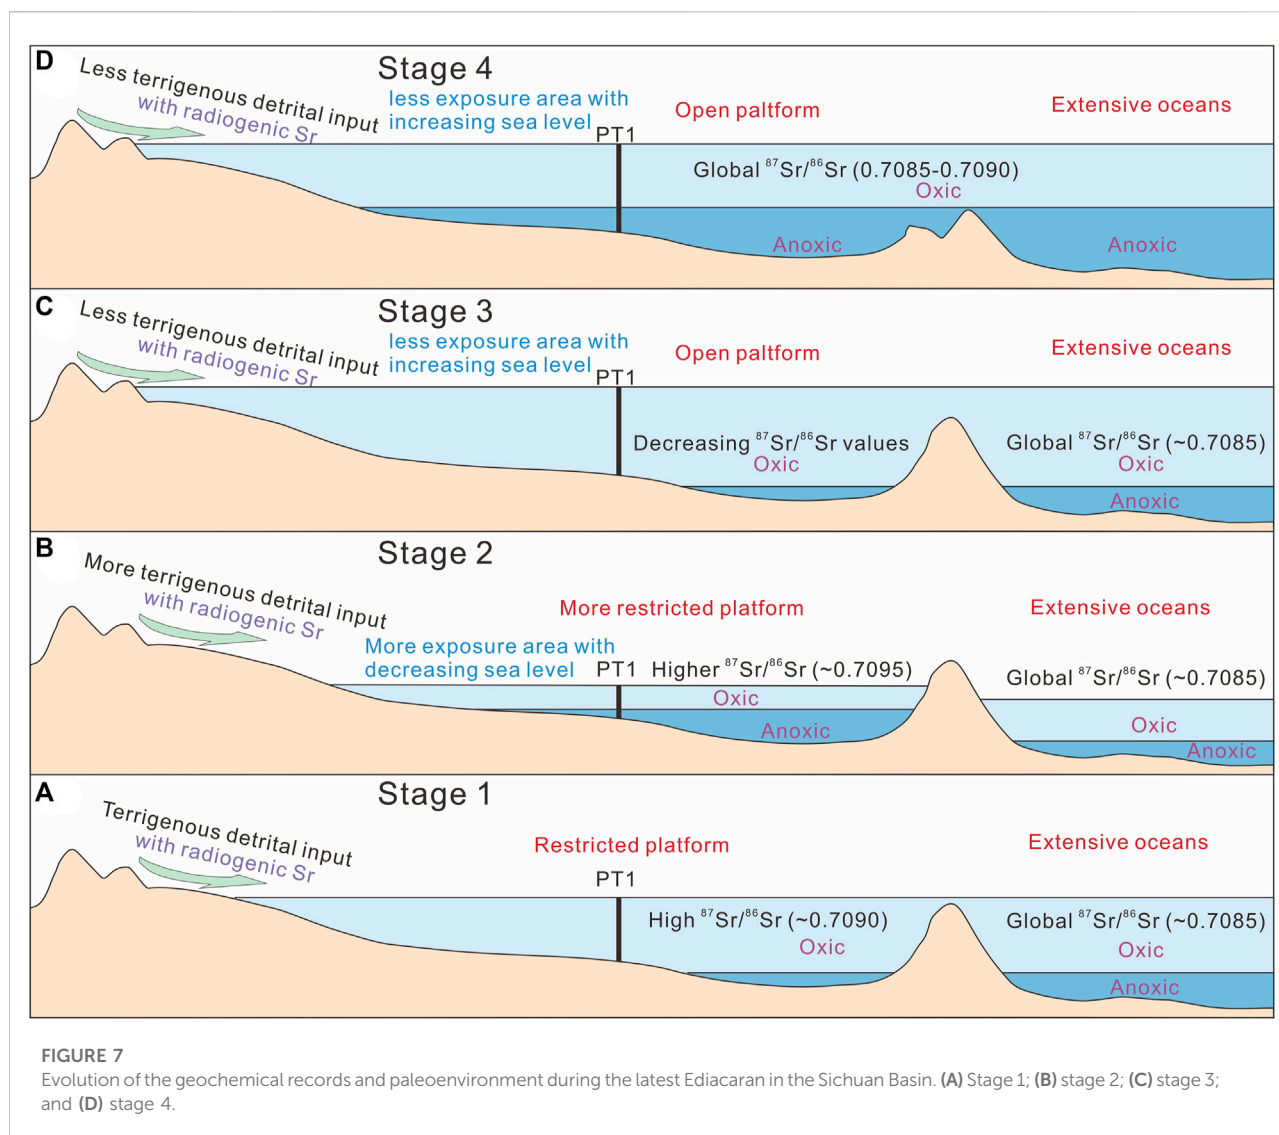 D
Stage 4
Less terrigenous detrital input
with radiogenic Sr
less exposure area with
increasing sea level
PT1
Open paltform
Extensive oceans
Global ⁸⁷Sr/⁸⁶Sr (0.7085-0.7090)
Oxic
Anoxic
Anoxic
C
Stage 3
Less terrigenous detrital input
with radiogenic Sr
less exposure area with
increasing sea level
PT1
Open paltform
Extensive oceans
Decreasing ⁸⁷Sr/⁸⁶Sr values
Oxic
Global ⁸⁷Sr/⁸⁶Sr (~0.7085)
Oxic
Anoxic
B
Stage 2
More terrigenous detrital input
with radiogenic Sr
More restricted platform
Extensive oceans
More exposure area with
decreasing sea level
PT1
Higher ⁸⁷Sr/⁸⁶Sr (~0.7095)
Global ⁸⁷Sr/⁸⁶Sr (~0.7085)
Oxic
Anoxic
Oxic
Anoxic
A
Stage 1
Terrigenous detrital input
with radiogenic Sr
Restricted platform
Extensive oceans
PT1
High ⁸⁷Sr/⁸⁶Sr (~0.7090)
Oxic
Global ⁸⁷Sr/⁸⁶Sr (~0.7085)
Oxic
Anoxic
FIGURE 7
Evolution of the geochemical records and paleoenvironment during the latest Ediacaran in the Sichuan Basin. (A) Stage 1; (B) stage 2; (C) stage 3;
and (D) stage 4.